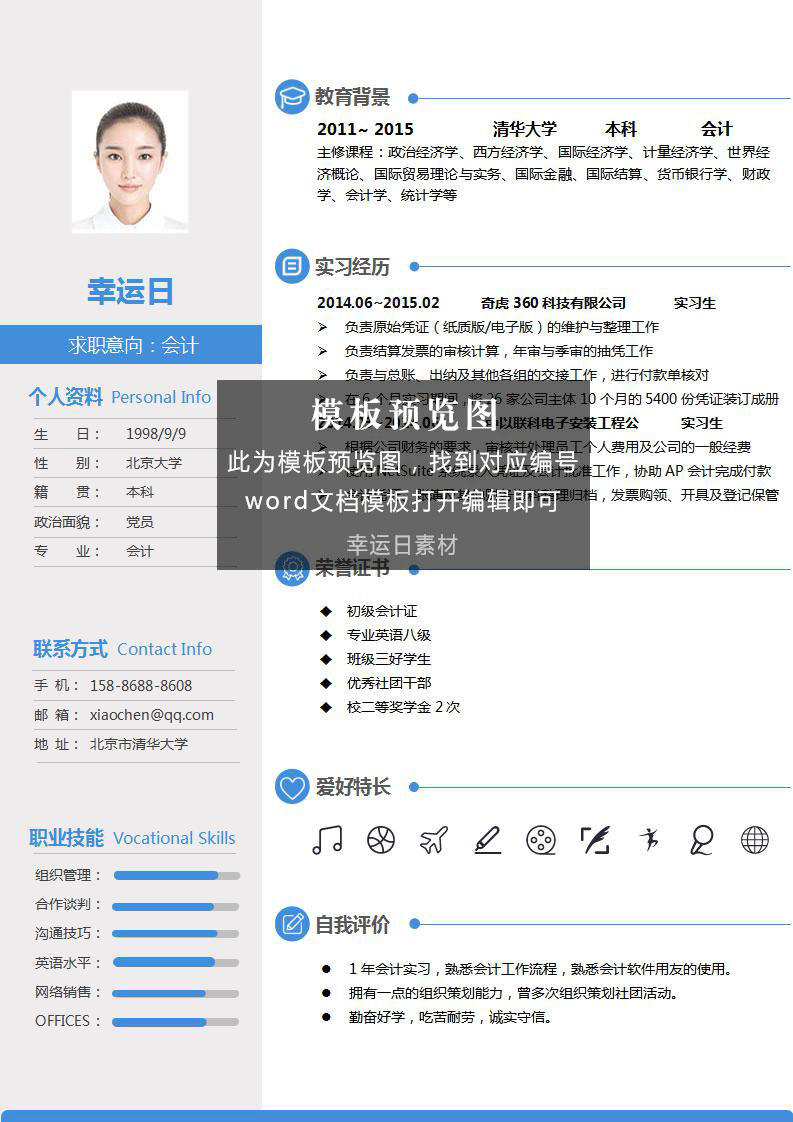 幸运日
求职意向：会计
个人资料 Personal Info
生 日： 1998/9/9
性 别： 北京大学
籍 贯： 本科
政治面貌： 党员
专 业： 会计
联系方式 Contact Info
手 机： 158-8688-8608
邮 箱： xiaochen@qq.com
地 址： 北京市清华大学
职业技能 Vocational Skills
组织管理：
合作谈判：
沟通技巧：
英语水平：
网络销售：
OFFICES：
教育背景
2011~ 2015 清华大学 本科 会计
主修课程：政治经济学、西方经济学、国际经济学、计量经济学、世界经
济概论、国际贸易理论与实务、国际金融、国际结算、货币银行学、财政
学、会计学、统计学等
实习经历
2014.06~2015.02 奇虎 360 科技有限公司 实习生
负责原始凭证（纸质版/电子版）的维护与整理工作
负责结算发票的审核计算，年审与季审的抽凭工作
负责与总账、出纳及其他各组的交接工作，进行付款单核对
在 6 个月实习期间，将 36 家公司主体 10 个月的 5400 份凭证装订成册
以联科电子安装工程公 实习生
根据公司财务的要求，审核并处理员工个人费用及公司的一般经费
使用 NetSuite 系统 工作，协助 AP 会计完成付款
整理归档，发票购领、开具及登记保管
模板预览图
此为模板预览图，找到对应编号
word文档模板打开编辑即可
幸运日素材
荣誉证书
初级会计证
专业英语八级
班级三好学生
优秀社团干部
校二等奖学金 2 次
爱好特长
自我评价
1 年会计实习，熟悉会计工作流程，熟悉会计软件用友的使用。
拥有一点的组织策划能力，曾多次组织策划社团活动。
勤奋好学，吃苦耐劳，诚实守信。